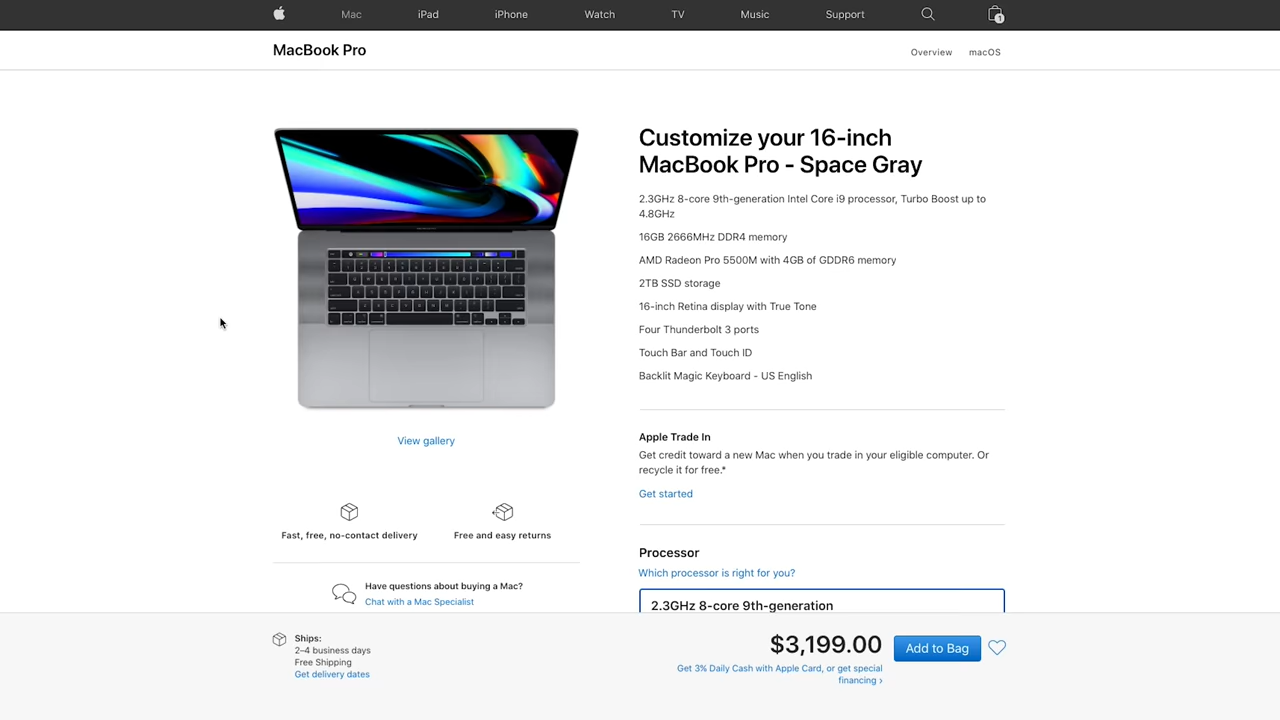 Mac
iPad
iPhone
Watch
TV
Music
Support
1
MacBook Pro
Overview
macOS
Customize your 16-inch
MacBook Pro - Space Gray
2.3GHz 8-core 9th-generation Intel Core i9 processor, Turbo Boost up to
4.8GHz
16GB 2666MHz DDR4 memory
AMD Radeon Pro 5500M with 4GB of GDDR6 memory
2TB SSD storage
16-inch Retina display with True Tone
Four Thunderbolt 3 ports
Touch Bar and Touch ID
Backlit Magic Keyboard - US English
View gallery
Apple Trade In
Get credit toward a new Mac when you trade in your eligible computer. Or
recycle it for free.*
Get started
Fast, free, no-contact delivery
Free and easy returns
Have questions about buying a Mac?
Chat with a Mac Specialist
Processor
Which processor is right for you?
2.3GHz 8-core 9th-generation
Ships:
2–4 business days
Free Shipping
Get delivery dates
$3,199.00
Get 3% Daily Cash with Apple Card, or get special
financing ›
Add to Bag